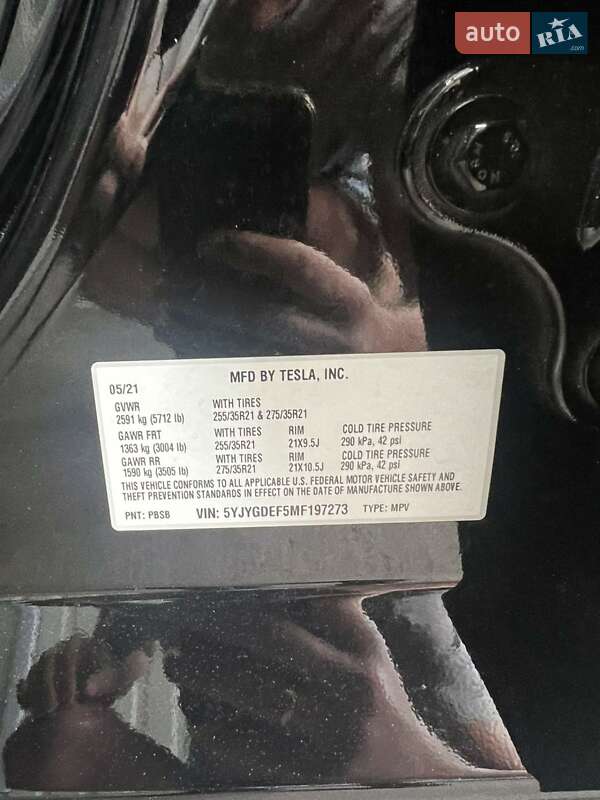 auto RIA
.com
05/21 MFD BY TESLA, INC.
GVWR WITH TIRES
2591 kg (5712 lb) 255/35R21 & 275/35R21
GAWR FRT WITH TIRES RIM COLD TIRE PRESSURE
1363 kg (3004 lb) 255/35R21 21X9.5J 290 kPa, 42 psi
GAWR RR WITH TIRES RIM COLD TIRE PRESSURE
1590 kg (3505 lb) 275/35R21 21X10.5J 290 kPa, 42 psi
THIS VEHICLE CONFORMS TO ALL APPLICABLE U.S. FEDERAL MOTOR VEHICLE SAFETY AND
THEFT PREVENTION STANDARDS IN EFFECT ON THE DATE OF MANUFACTURE SHOWN ABOVE.
PNT: PBSB VIN: 5YJYGDEF5MF197273 TYPE: MPV